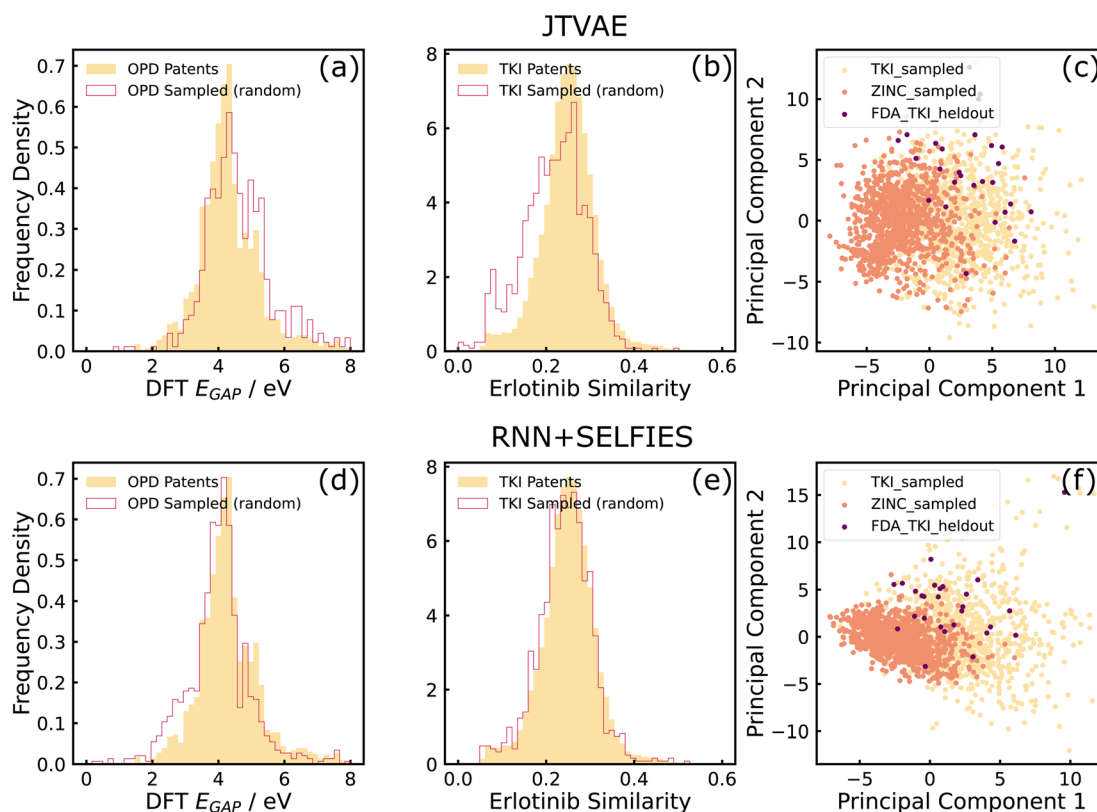 JTVAE
OPD Patents
OPD Sampled (random)
(a)
0.7
0.6
0.5
0.4
0.3
0.2
0.1
0.0
Frequency Density
0 2 4 6 8
DFT E_GAP / eV
TKI Patents
TKI Sampled (random)
(b)
8
6
4
2
0
0.0 0.2 0.4 0.6
Erlotinib Similarity
TKI_sampled
ZINC_sampled
FDA_TKI_heldout
(c)
Principal Component 2
10
5
0
−5
−10
−5 0 5 10
Principal Component 1
RNN+SELFIES
OPD Patents
OPD Sampled (random)
(d)
0.7
0.6
0.5
0.4
0.3
0.2
0.1
0.0
Frequency Density
0 2 4 6 8
DFT E_GAP / eV
TKI Patents
TKI Sampled (random)
(e)
8
6
4
2
0
0.0 0.2 0.4 0.6
Erlotinib Similarity
TKI_sampled
ZINC_sampled
FDA_TKI_heldout
(f)
Principal Component 2
15
10
5
0
−5
−10
−5 0 5 10
Principal Component 1